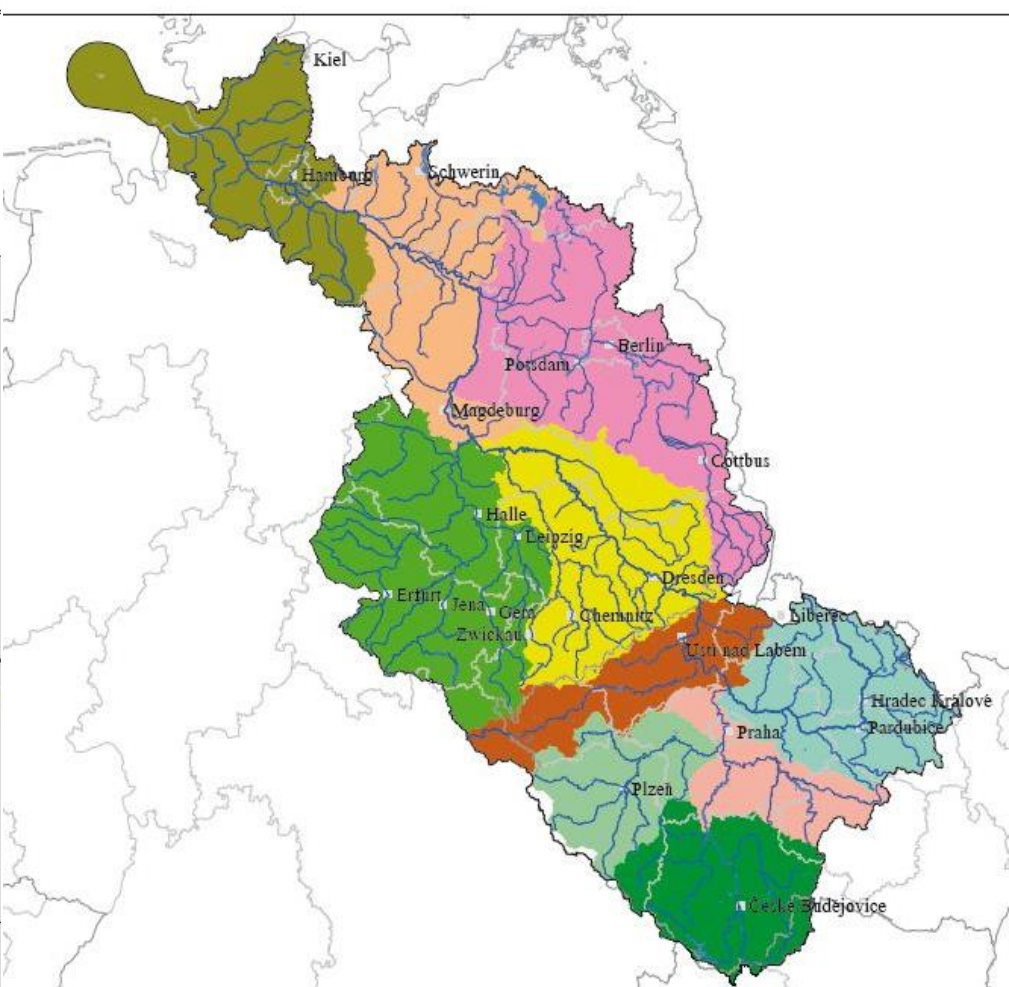 Kiel
Hamburg
Schwerin
Berlin
Potsdam
Magdeburg
Cottbus
Halle
Leipzig
Dresden
Erfurt
Jena
Gera
Chemnitz
Liberec
Zwickau
Ústí nad Labem
Hradec Králové
Pardubice
Praha
Plzeň
České Budějovice